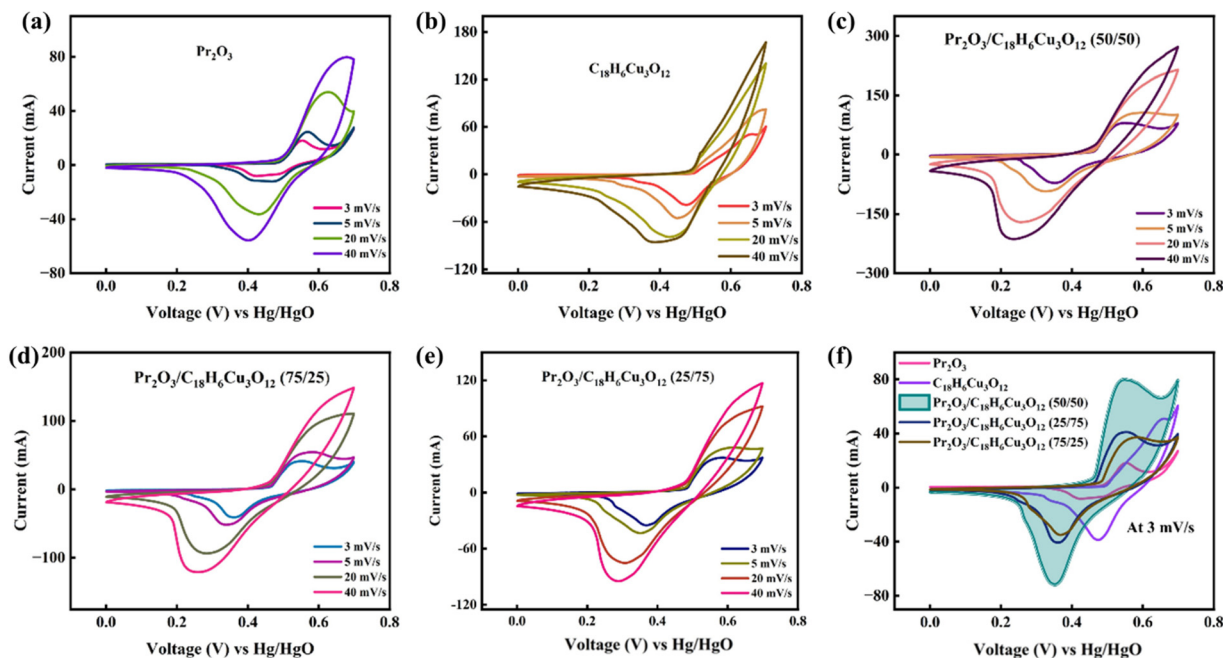 (a)
Pr₂O₃
80
40
0
−40
−80
Current (mA)
0.0 0.2 0.4 0.6 0.8
Voltage (V) vs Hg/HgO
3 mV/s
5 mV/s
20 mV/s
40 mV/s
(b)
C₁₈H₆Cu₃O₁₂
180
120
60
0
−60
−120
Current (mA)
0.0 0.2 0.4 0.6 0.8
Voltage (V) vs Hg/HgO
3 mV/s
5 mV/s
20 mV/s
40 mV/s
(c)
Pr₂O₃/C₁₈H₆Cu₃O₁₂ (50/50)
300
150
0
−150
−300
Current (mA)
0.0 0.2 0.4 0.6 0.8
Voltage (V) vs Hg/HgO
3 mV/s
5 mV/s
20 mV/s
40 mV/s
(d)
Pr₂O₃/C₁₈H₆Cu₃O₁₂ (75/25)
200
100
0
−100
Current (mA)
0.0 0.2 0.4 0.6 0.8
Voltage (V) vs Hg/HgO
3 mV/s
5 mV/s
20 mV/s
40 mV/s
(e)
Pr₂O₃/C₁₈H₆Cu₃O₁₂ (25/75)
120
60
0
−60
−120
Current (mA)
0.0 0.2 0.4 0.6 0.8
Voltage (V) vs Hg/HgO
3 mV/s
5 mV/s
20 mV/s
40 mV/s
(f)
Pr₂O₃
C₁₈H₆Cu₃O₁₂
Pr₂O₃/C₁₈H₆Cu₃O₁₂ (50/50)
Pr₂O₃/C₁₈H₆Cu₃O₁₂ (25/75)
Pr₂O₃/C₁₈H₆Cu₃O₁₂ (75/25)
80
40
0
−40
−80
Current (mA)
At 3 mV/s
0.0 0.2 0.4 0.6 0.8
Voltage (V) vs Hg/HgO